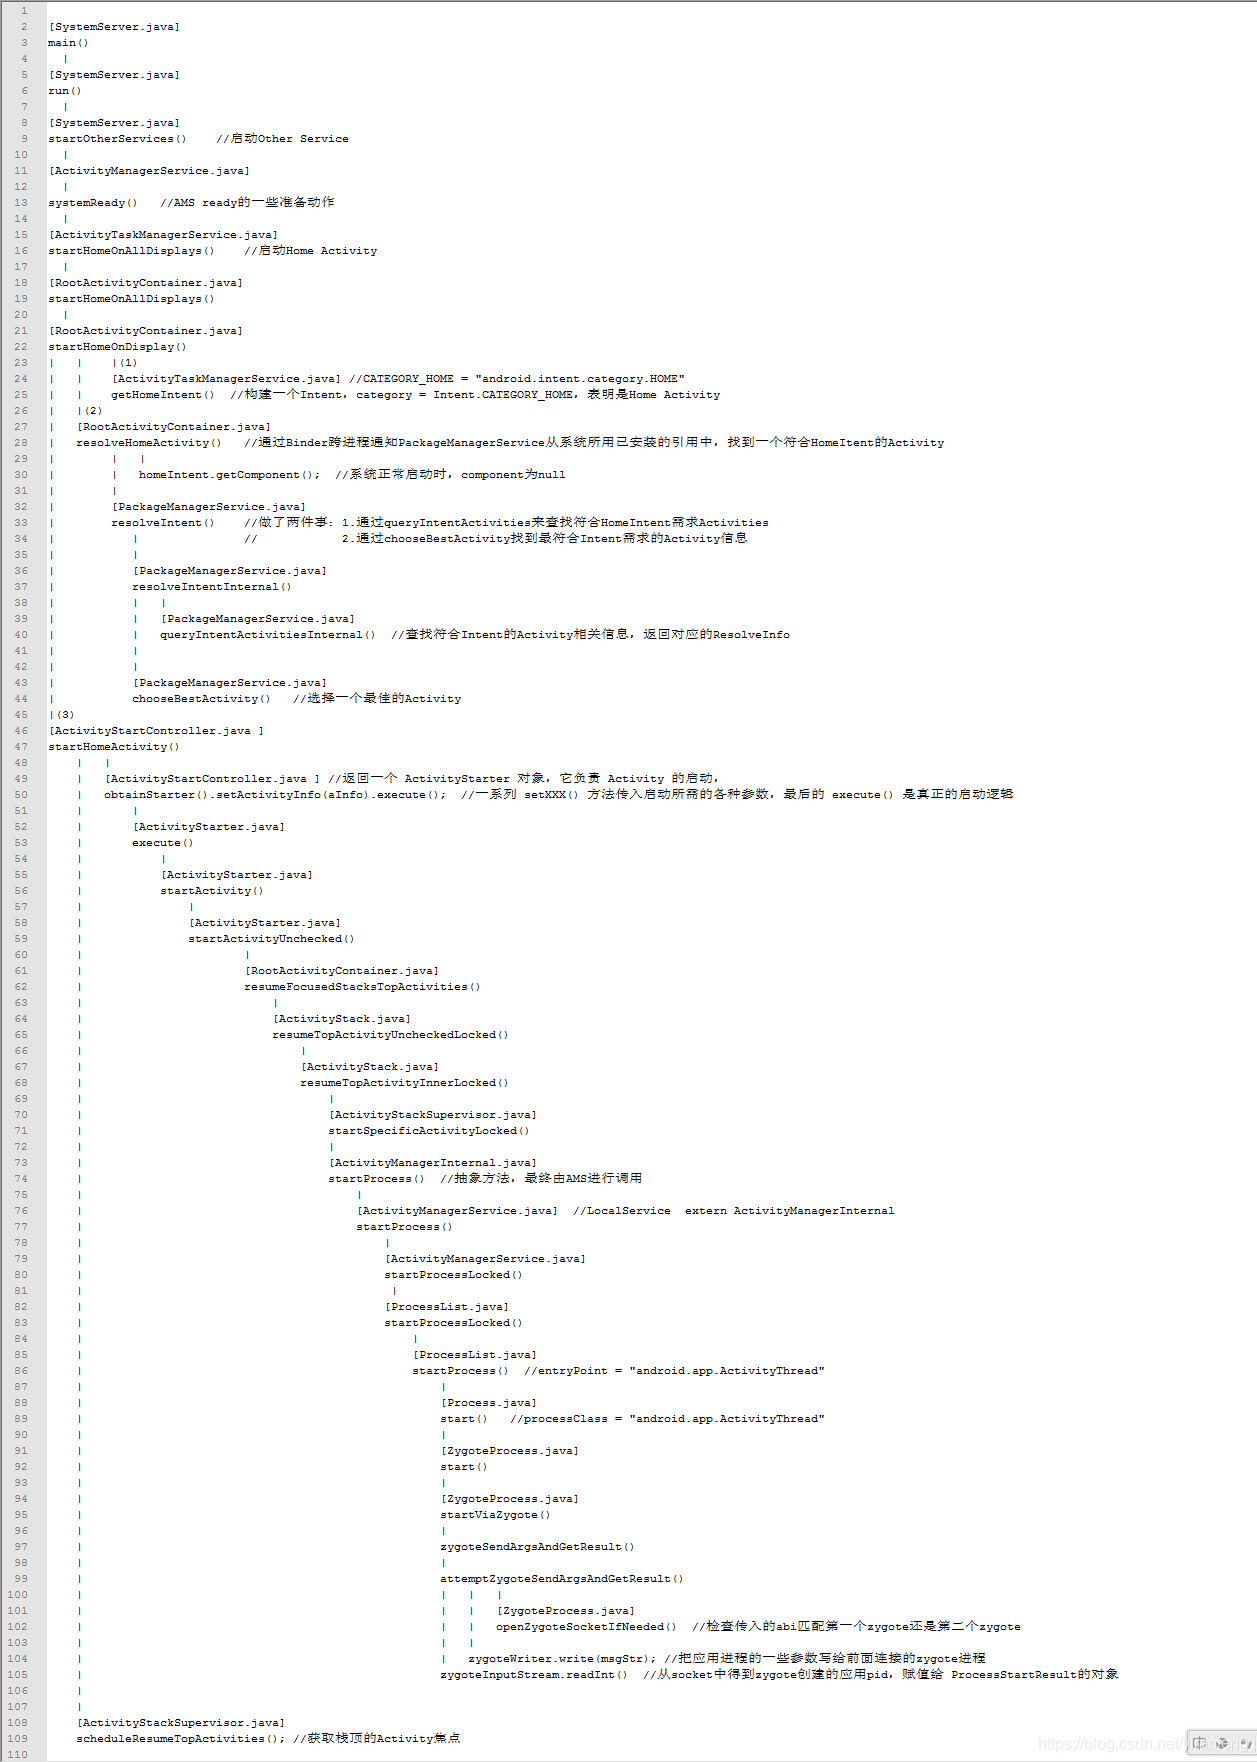 1
2 [SystemServer.java]
3 main()
4 |
5 [SystemServer.java]
6 run()
7 |
8 [SystemServer.java]
9 startOtherServices() //启动Other Service
10 |
11 [ActivityManagerService.java]
12 |
13 systemReady() //AMS ready的一些准备动作
14 |
15 [ActivityTaskManagerService.java]
16 startHomeOnAllDisplays() //启动Home Activity
17 |
18 [RootActivityContainer.java]
19 startHomeOnAllDisplays()
20 |
21 [RootActivityContainer.java]
22 startHomeOnDisplay()
23 | | |(1)
24 | | [ActivityTaskManagerService.java] //CATEGORY_HOME = "android.intent.category.HOME"
25 | | getHomeIntent() //构建一个Intent，category = Intent.CATEGORY_HOME，表明是Home Activity
26 | |(2)
27 | [RootActivityContainer.java]
28 | resolveHomeActivity() //通过Binder跨进程通知PackageManagerService从系统所用已安装的引用中，找到一个符合HomeItent的Activity
29 | | |
30 | | homeIntent.getComponent(); //系统正常启动时，component为null
31 | |
32 | [PackageManagerService.java]
33 | resolveIntent() //做了两件事：1.通过queryIntentActivities来查找符合HomeIntent需求Activities
34 | | // 2.通过chooseBestActivity找到最符合Intent需求的Activity信息
35 | |
36 | [PackageManagerService.java]
37 | resolveIntentInternal()
38 | | |
39 | | [PackageManagerService.java]
40 | | queryIntentActivitiesInternal() //查找符合Intent的Activity相关信息，返回对应的ResolveInfo
41 | |
42 | |
43 | [PackageManagerService.java]
44 | chooseBestActivity() //选择一个最佳的Activity
45 |(3)
46 [ActivityStartController.java ]
47 startHomeActivity()
48 | |
49 | [ActivityStartController.java ] //返回一个 ActivityStarter 对象，它负责 Activity 的启动，
50 | obtainStarter().setActivityInfo(aInfo).execute(); //一系列 setXXX() 方法传入启动所需的各种参数，最后的 execute() 是真正的启动逻辑
51 | |
52 | [ActivityStarter.java]
53 | execute()
54 | |
55 | [ActivityStarter.java]
56 | startActivity()
57 | |
58 | [ActivityStarter.java]
59 | startActivityUnchecked()
60 | |
61 | [RootActivityContainer.java]
62 | resumeFocusedStacksTopActivities()
63 | |
64 | [ActivityStack.java]
65 | resumeTopActivityUncheckedLocked()
66 | |
67 | [ActivityStack.java]
68 | resumeTopActivityInnerLocked()
69 | |
70 | [ActivityStackSupervisor.java]
71 | startSpecificActivityLocked()
72 | |
73 | [ActivityManagerInternal.java]
74 | startProcess() //抽象方法，最终由AMS进行调用
75 | |
76 | [ActivityManagerService.java] //LocalService extern ActivityManagerInternal
77 | startProcess()
78 | |
79 | [ActivityManagerService.java]
80 | startProcessLocked()
81 | |
82 | [ProcessList.java]
83 | startProcessLocked()
84 | |
85 | [ProcessList.java]
86 | startProcess() //entryPoint = "android.app.ActivityThread"
87 | |
88 | [Process.java]
89 | start() //processClass = "android.app.ActivityThread"
90 | |
91 | [ZygoteProcess.java]
92 | start()
93 | |
94 | [ZygoteProcess.java]
95 | startViaZygote()
96 | |
97 | zygoteSendArgsAndGetResult()
98 | |
99 | attemptZygoteSendArgsAndGetResult()
100 | | | |
101 | | | [ZygoteProcess.java]
102 | | | openZygoteSocketIfNeeded() //检查传入的abi匹配第一个zygote还是第二个zygote
103 | | |
104 | | zygoteWriter.write(msgStr); //把应用进程的一些参数写给前面连接的zygote进程
105 | zygoteInputStream.readInt() //从socket中得到zygote创建的应用pid，赋值给 ProcessStartResult的对象
106 |
107 |
108 [ActivityStackSupervisor.java]
109 scheduleResumeTopActivities(); //获取栈顶的Activity焦点
110
https://blog.csdn.net/
中